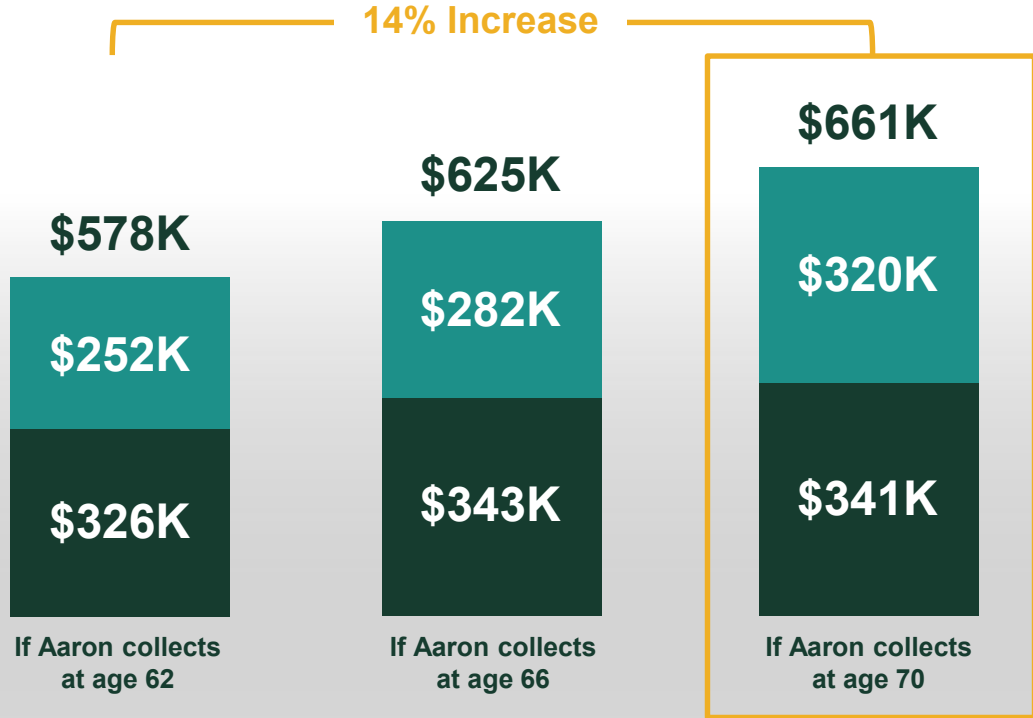 14% Increase
$578K
$252K
$326K
If Aaron collects
at age 62
$625K
$282K
$343K
If Aaron collects
at age 66
$661K
$320K
$341K
If Aaron collects
at age 70